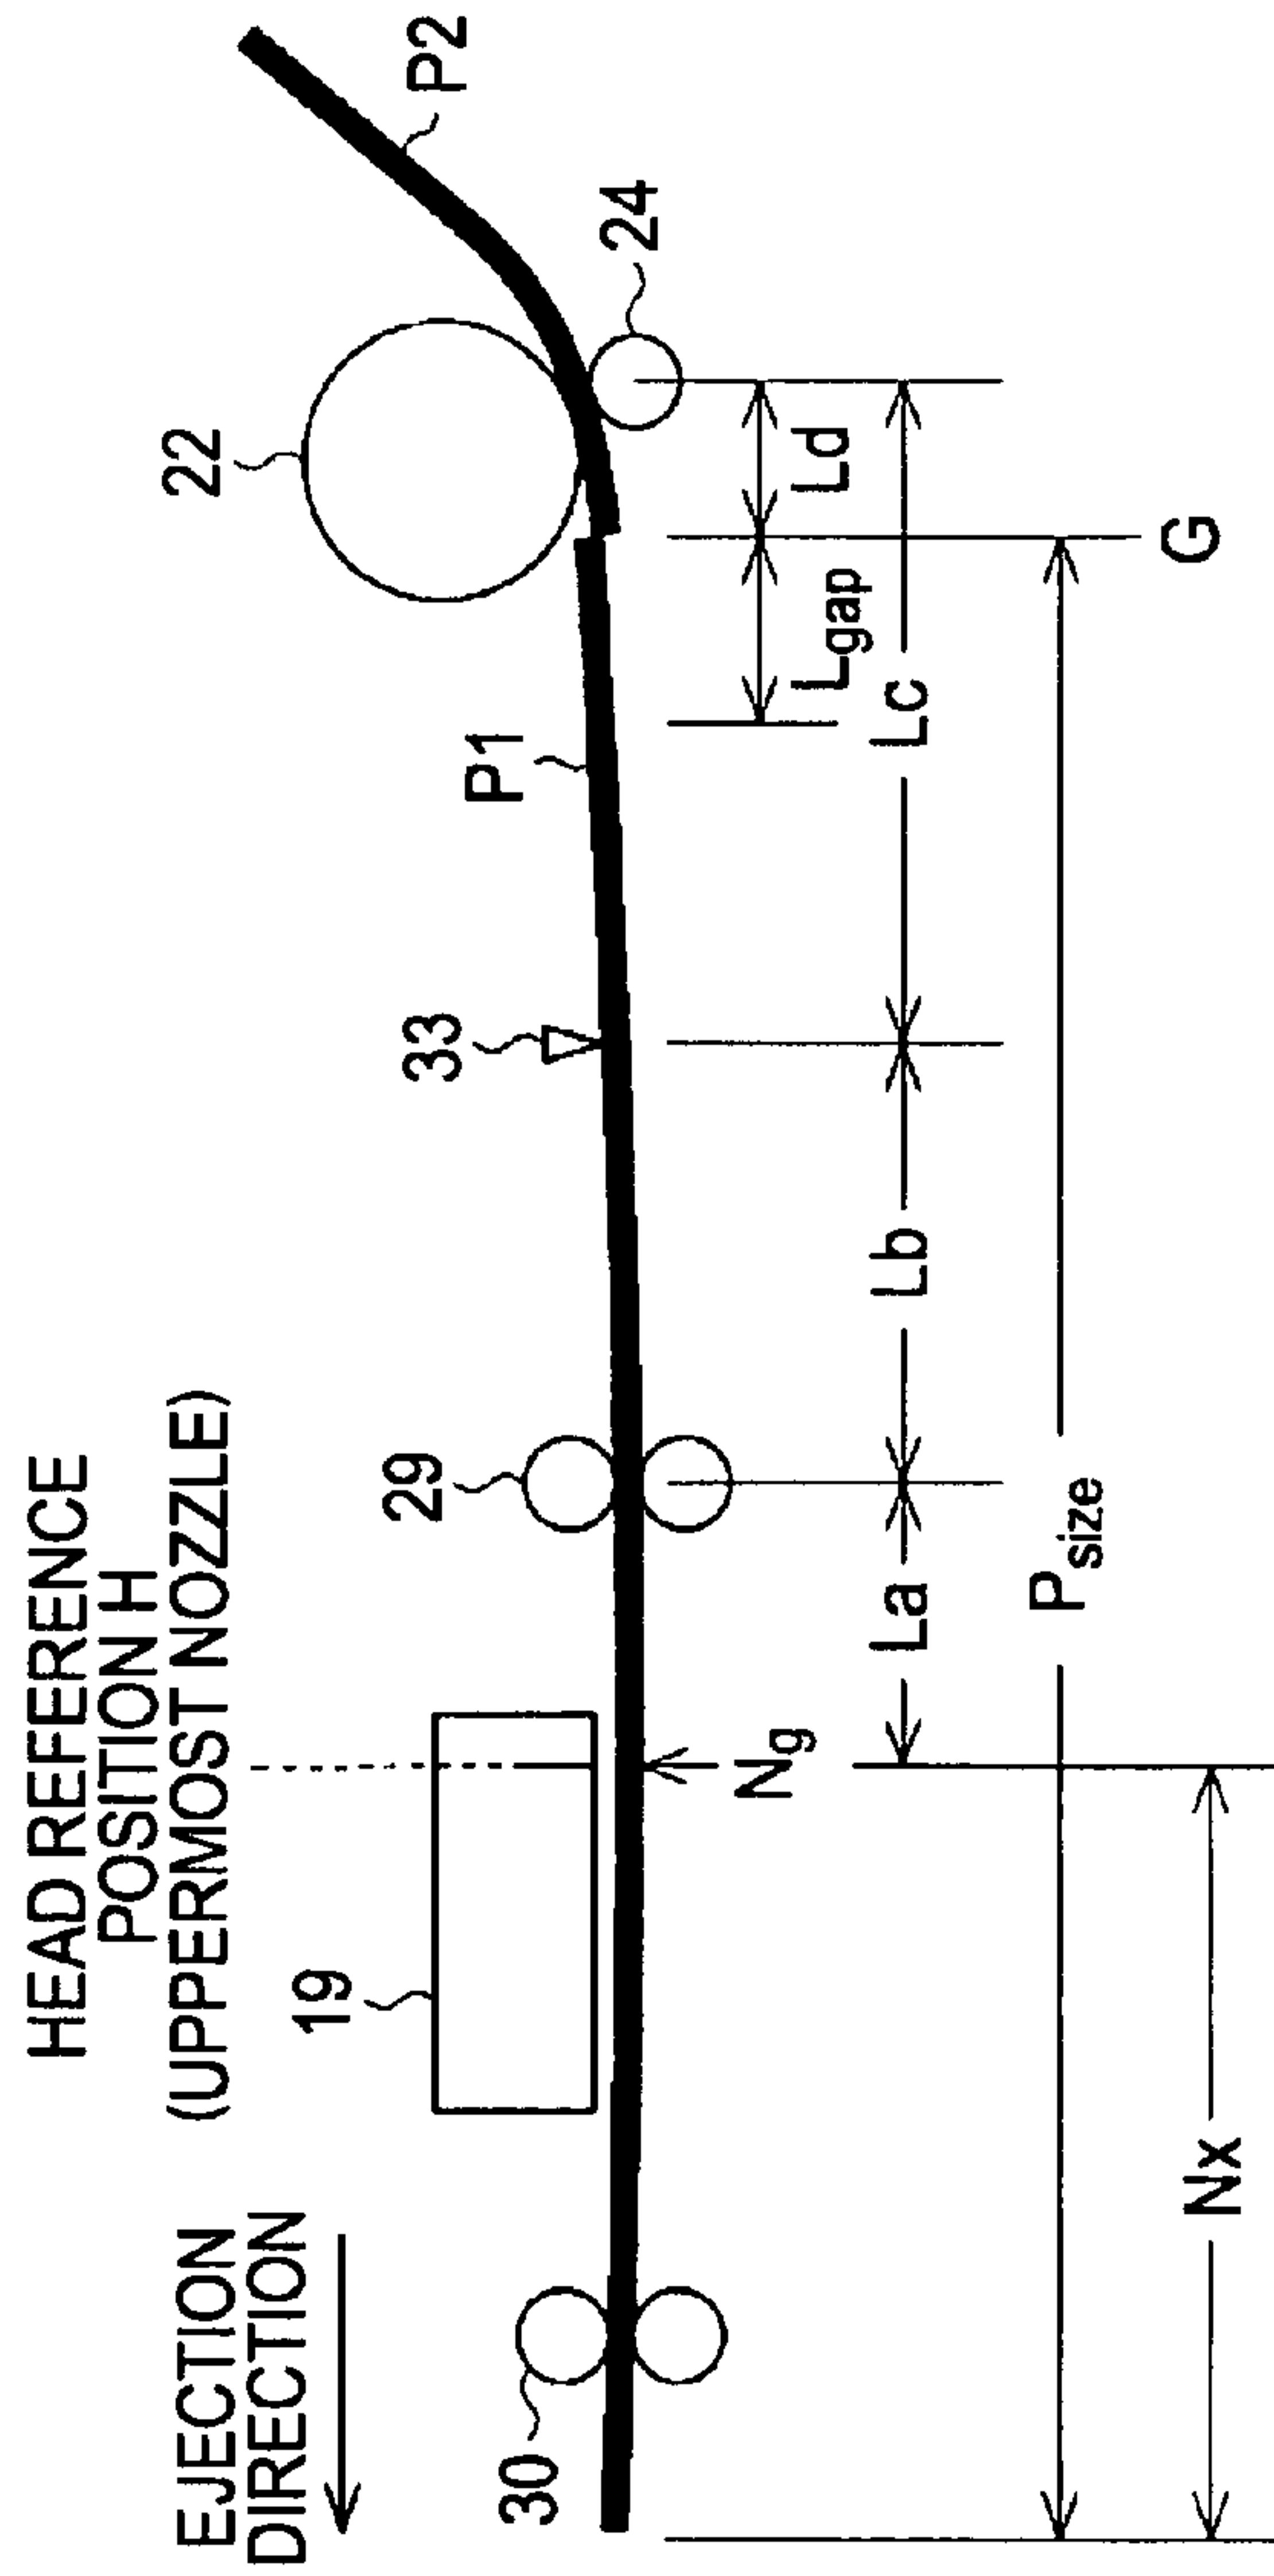 HEAD REFERENCE
POSITION H
(UPPERMOST NOZZLE)
EJECTION
DIRECTION
19
22
P2
30
29
33
P1
24
Ng
Ld
Lgap
La
Lb
Lc
Psize
G
Nx